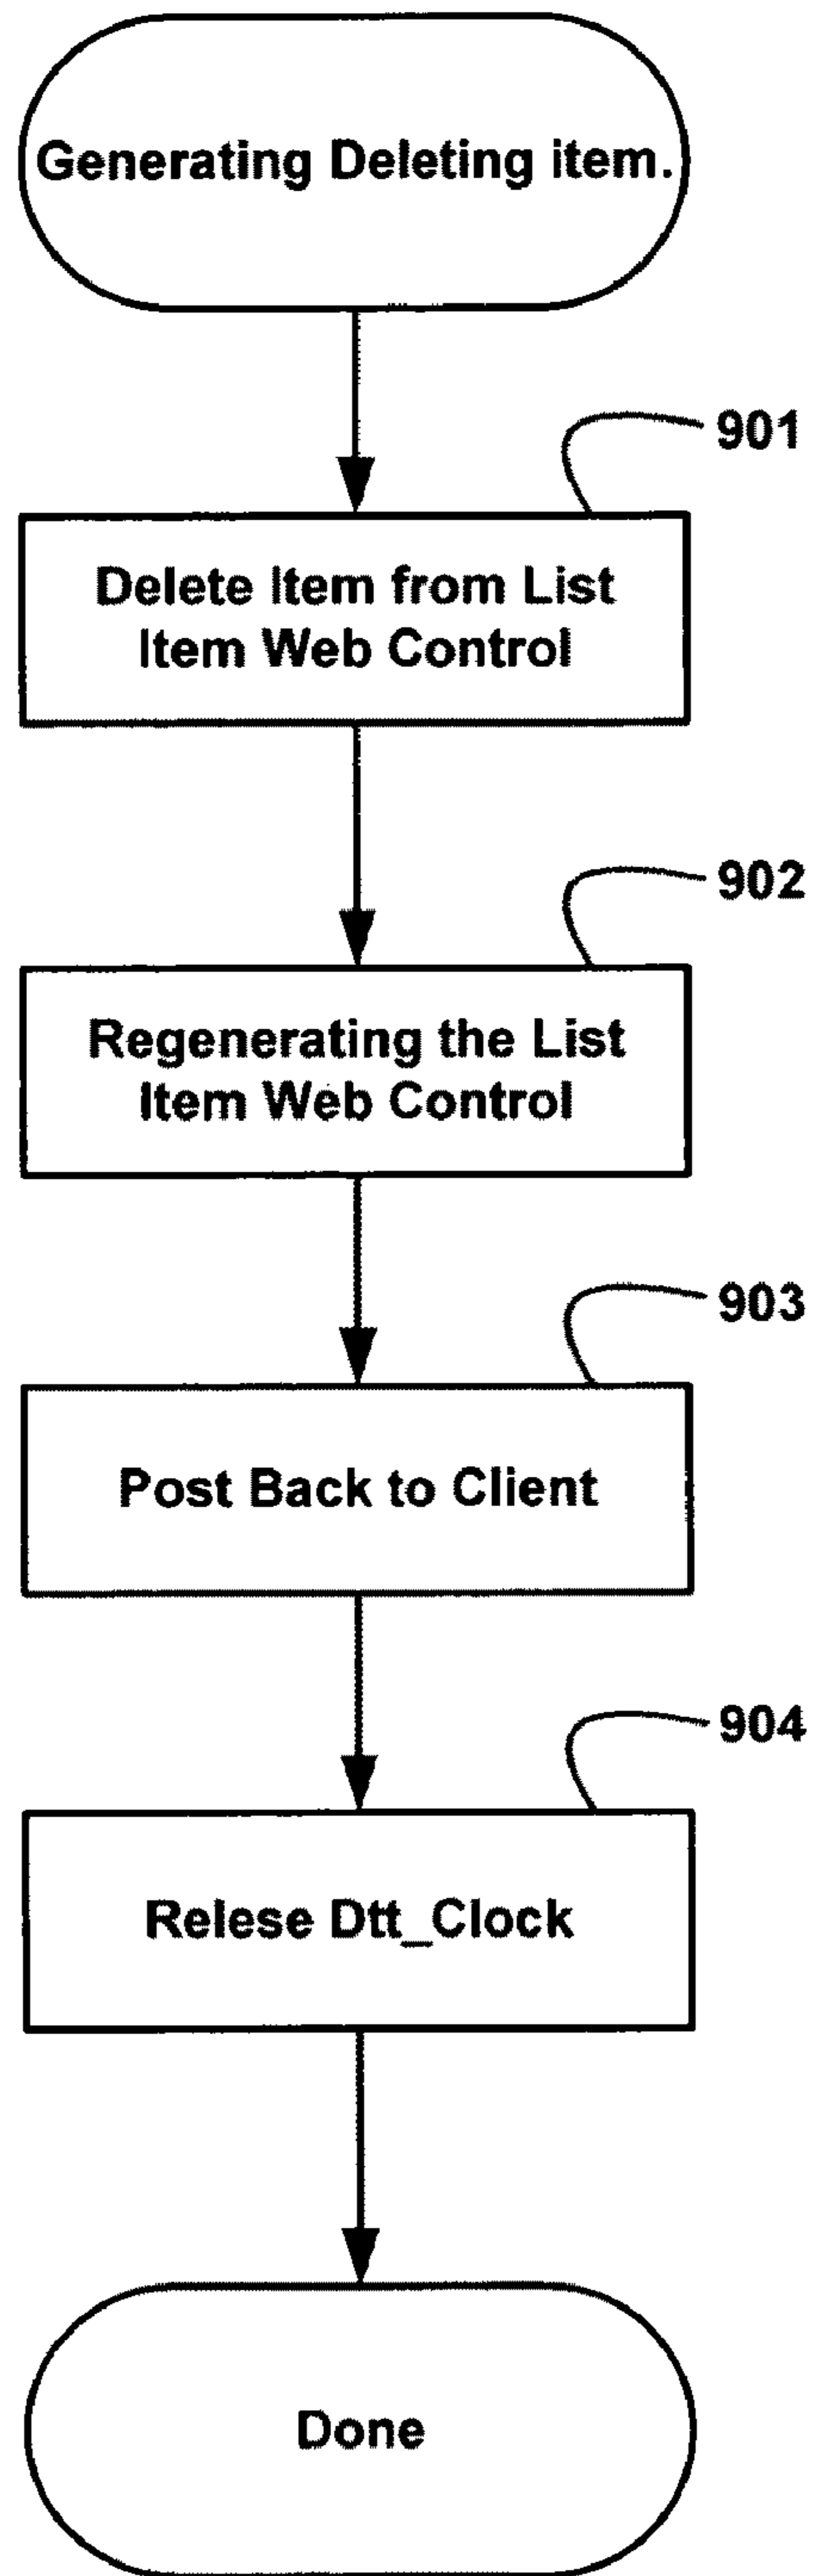 Generating Deleting item.
901
Delete Item from List
Item Web Control
902
Regenerating the List
Item Web Control
903
Post Back to Client
904
Relese Dtt_Clock
Done